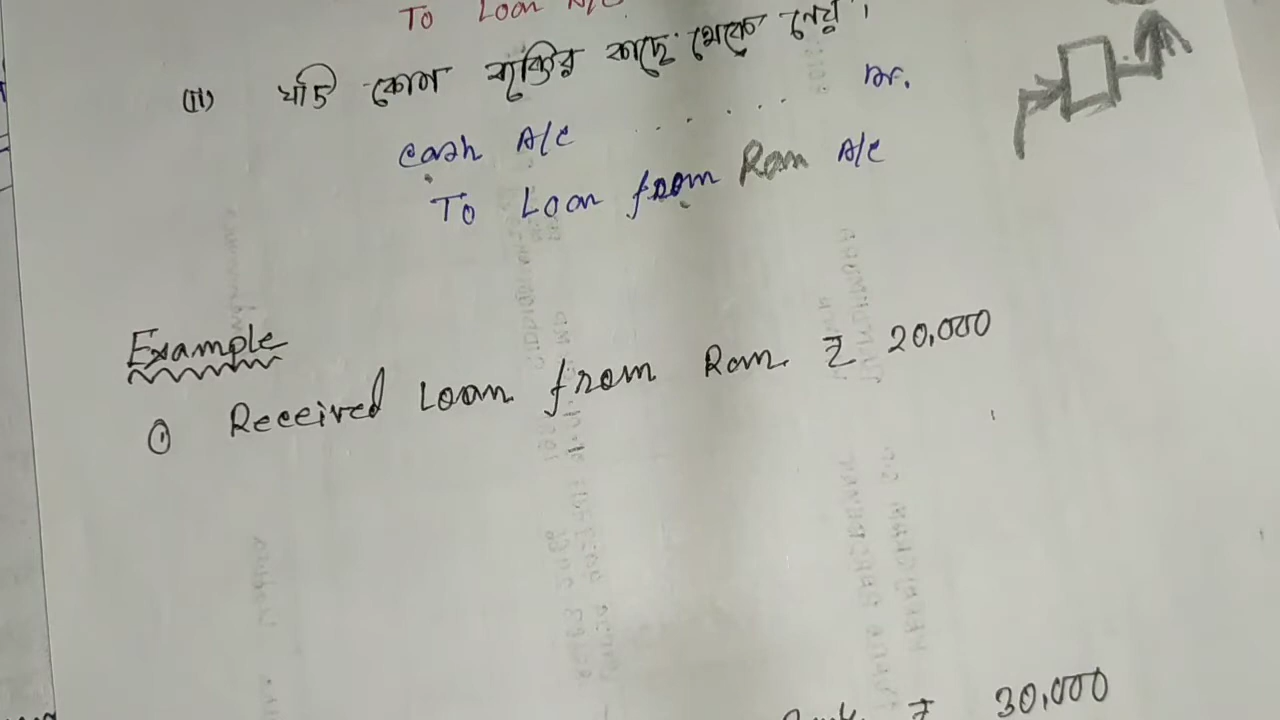 To Loan A/c
(ii) যদি কোন ব্যক্তির কাছে থেকে নেয়।
Cash A/c ....... Dr.
To Loan from Ram A/c
Example
① Received Loan from Ram ₹ 20,000
Bank ₹ 30,000